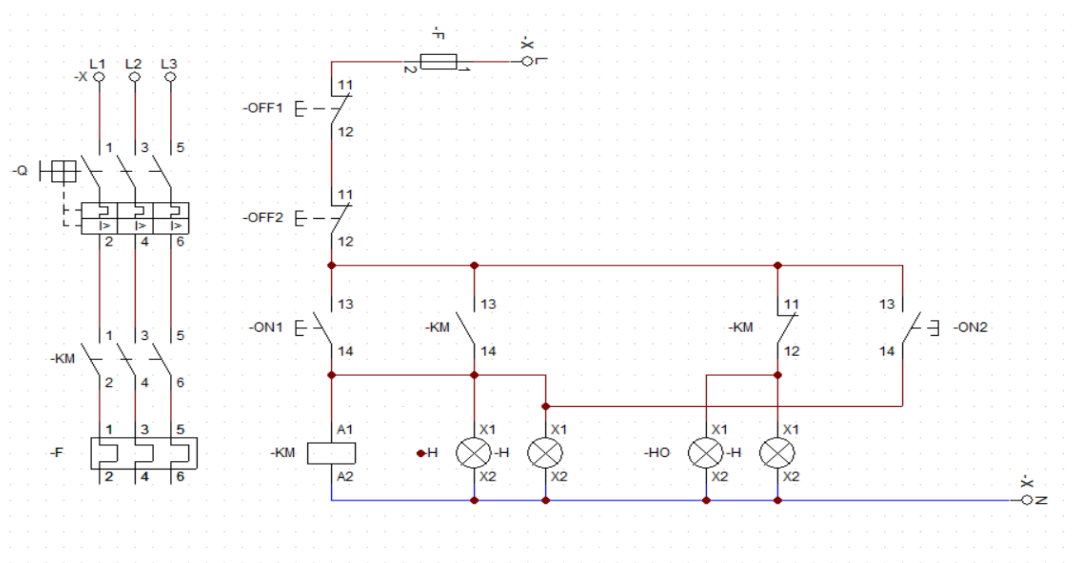 L1 L2 L3
-X
1 3 5
-Q
I> I> I>
2 4 6
1 3 5
-KM
2 4 6
1 3 5
-F
2 4 6
-F
-X
2 1 L
11
-OFF1
12
11
-OFF2
12
13 13 11 13
-ON1 -KM -KM -ON2
14 14 12 14
A1 X1 X1 X1 X1
-KM H -H -HO -H
A2 X2 X2 X2 X2
-X
N